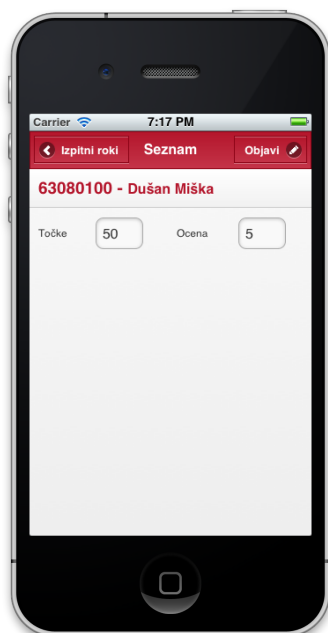 Carrier 7:17 PM
Izpitni roki Seznam Objavi
63080100 - Dušan Miška
Točke 50 Ocena 5